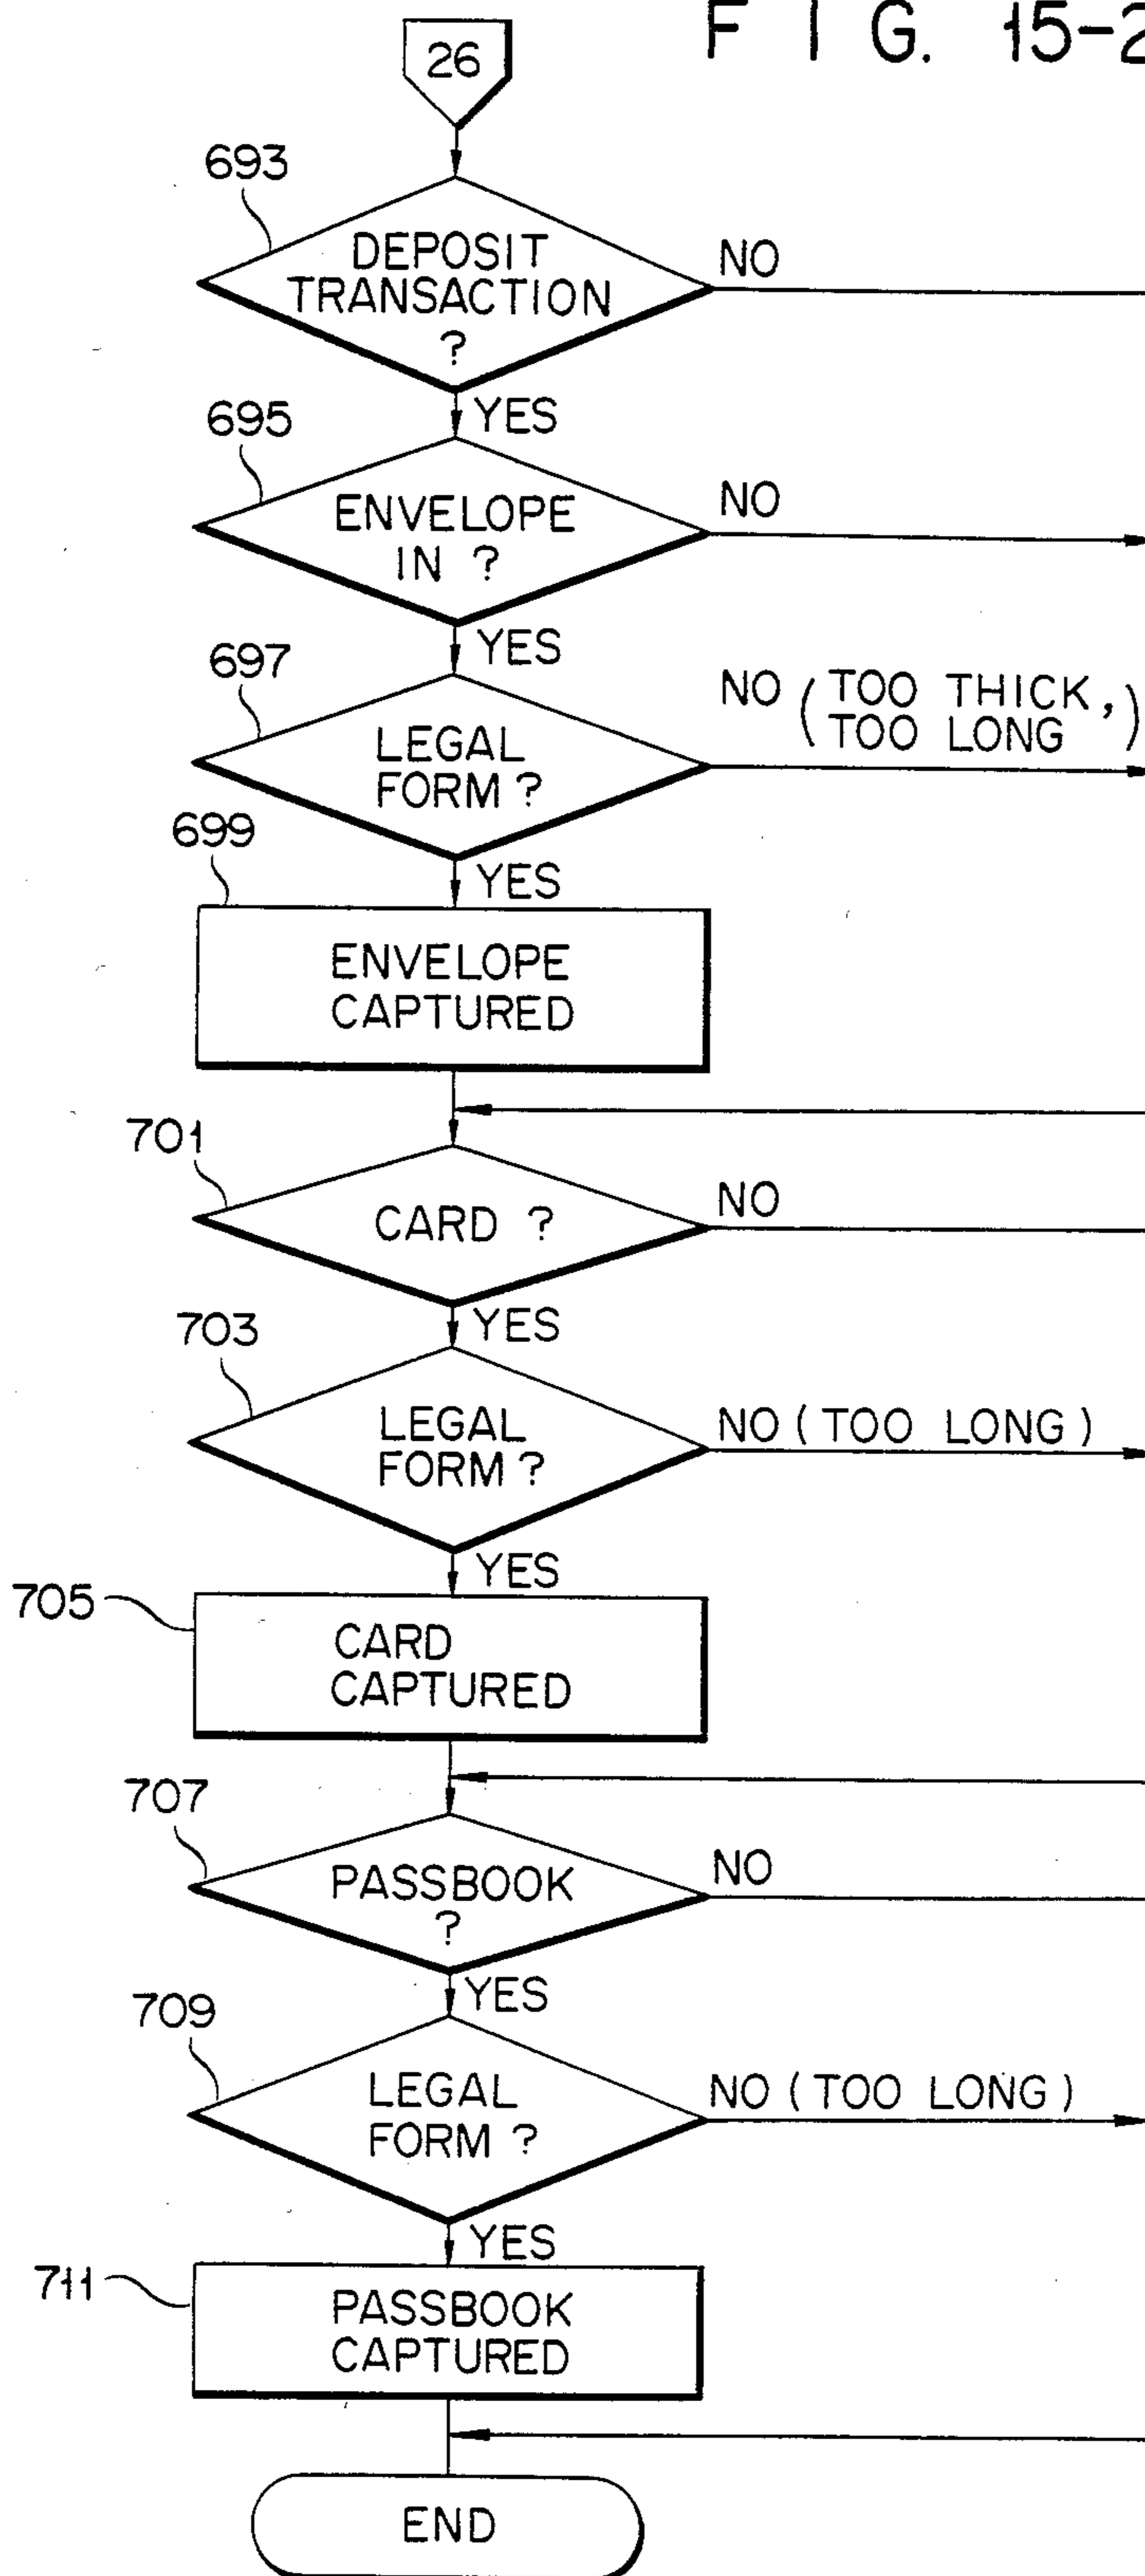 F I G. 15-2
26
693
DEPOSIT
TRANSACTION
?
NO
YES
695
ENVELOPE
IN ?
NO
YES
697
LEGAL
FORM ?
NO ( TOO THICK,
TOO LONG )
YES
699
ENVELOPE
CAPTURED
701
CARD ?
NO
YES
703
LEGAL
FORM ?
NO ( TOO LONG )
YES
705
CARD
CAPTURED
707
PASSBOOK
?
NO
YES
709
LEGAL
FORM ?
NO ( TOO LONG )
YES
711
PASSBOOK
CAPTURED
END